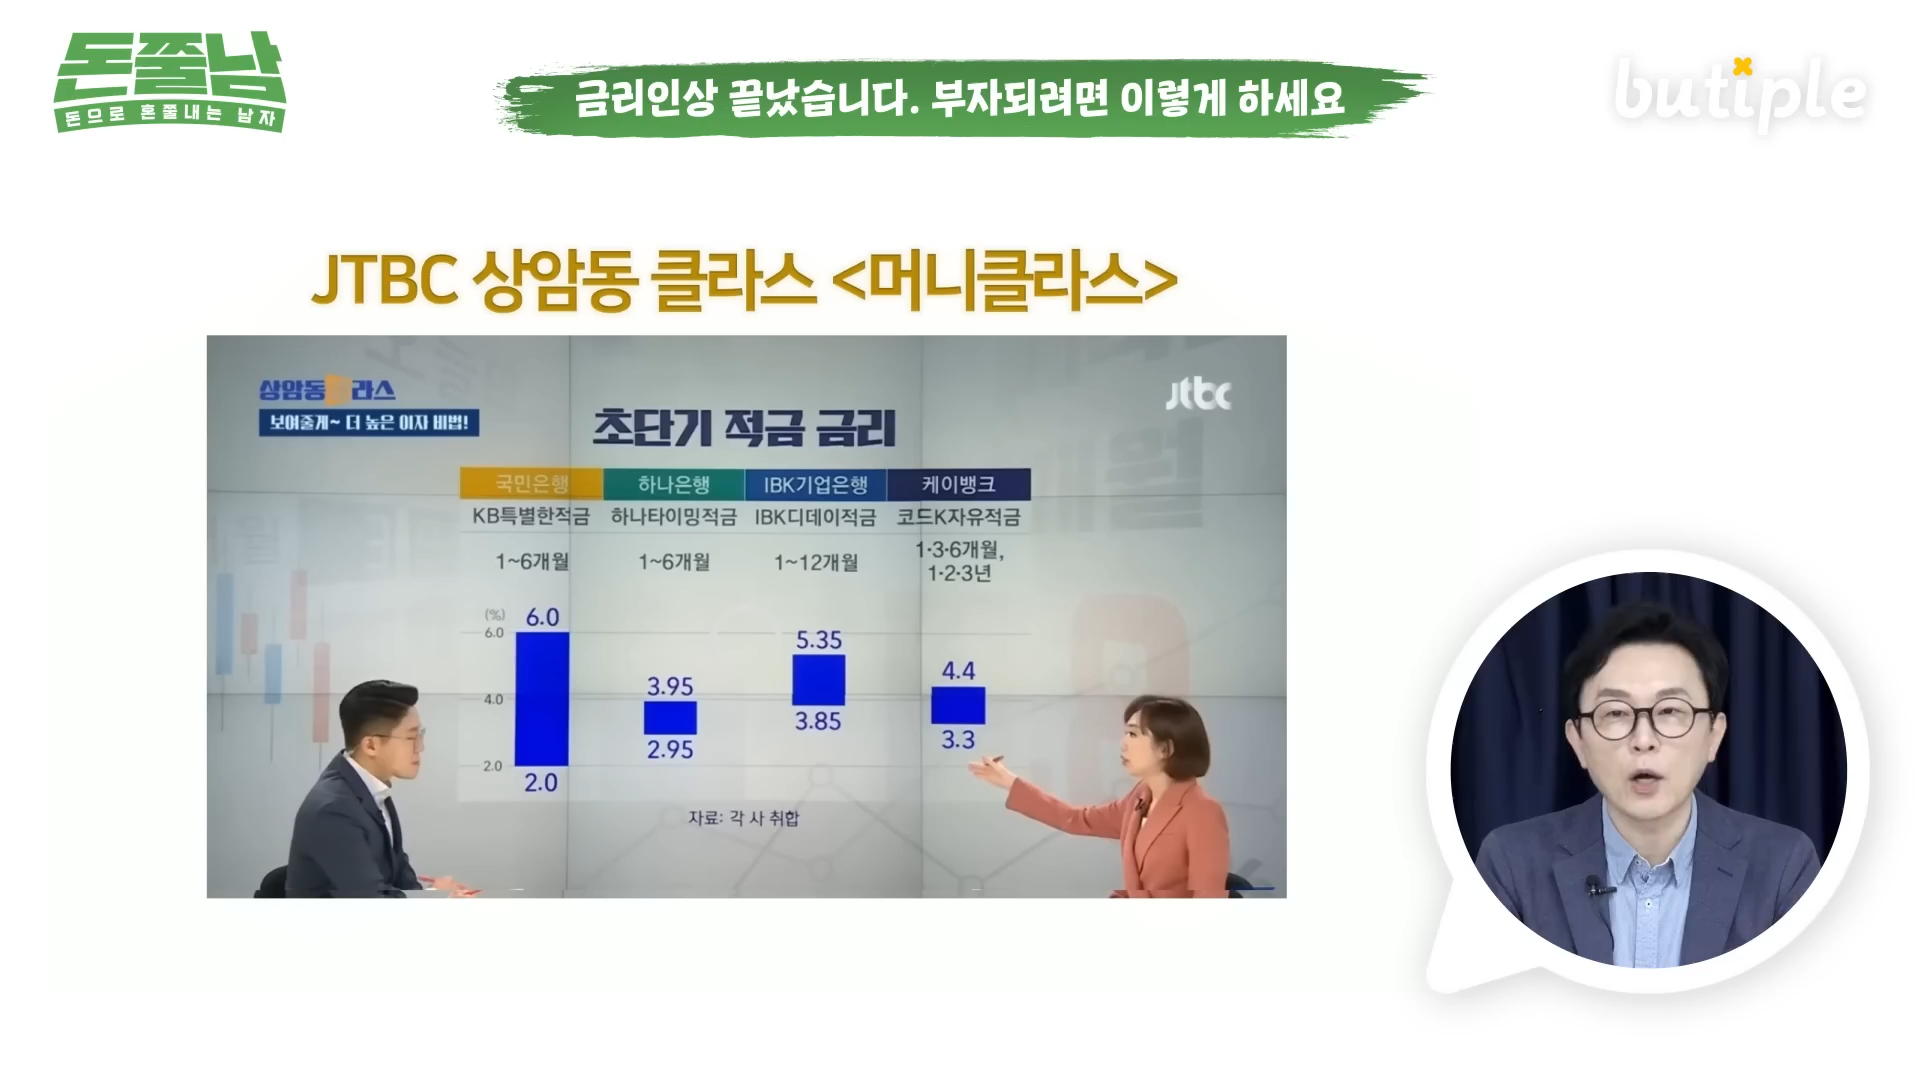 돈쭐남
돈으로 혼쭐내는 남자
금리인상 끝났습니다. 부자되려면 이렇게 하세요
butiple
JTBC 상암동 클라스 <머니클라스>
상암동클라스
보여줄게~ 더 높은 이자 비법!
jtbc
초단기 적금 금리
국민은행 하나은행 IBK기업은행 케이뱅크
KB특별한적금 하나타이밍적금 IBK디데이적금 코드K자유적금
1~6개월 1~6개월 1~12개월 1·3·6개월,
1·2·3년
(%)
6.0
4.0
2.0
6.0
2.0
3.95
2.95
5.35
3.85
4.4
3.3
자료: 각 사 취합